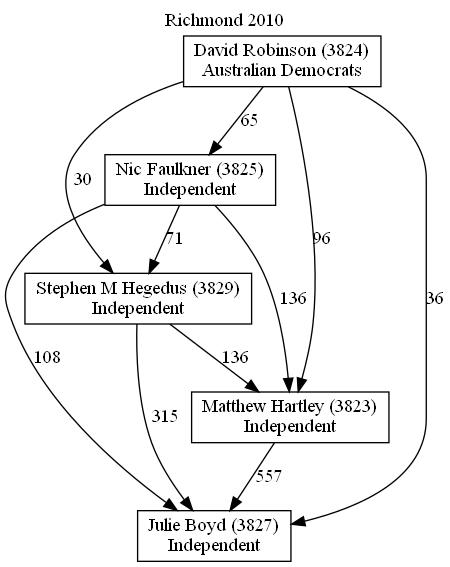 Richmond 2010
David Robinson (3824)
Australian Democrats
65
Nic Faulkner (3825)
Independent
30
71
96
Stephen M Hegedus (3829)
Independent
136
36
108
136
315
Matthew Hartley (3823)
Independent
557
Julie Boyd (3827)
Independent